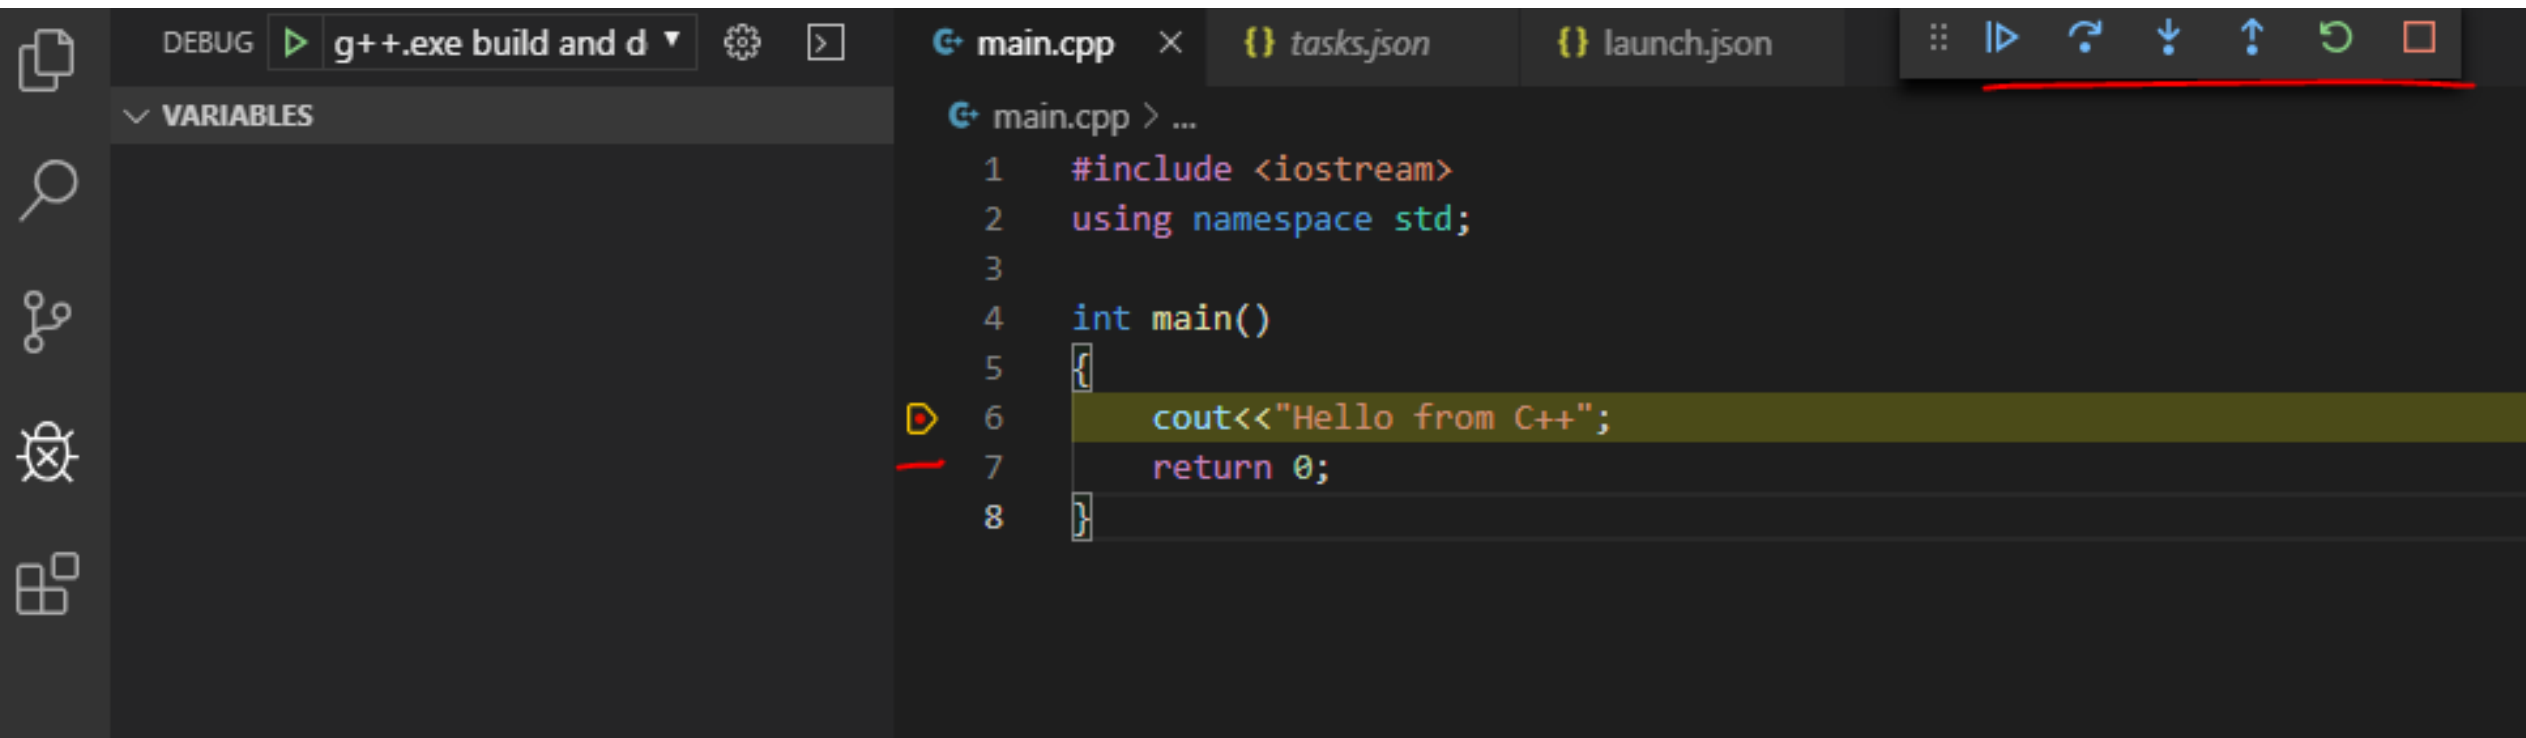 DEBUG g++.exe build and d
main.cpp tasks.json launch.json
VARIABLES
main.cpp > ...
1 #include <iostream>
2 using namespace std;
3
4 int main()
5 {
6 cout<<"Hello from C++";
7 return 0;
8 }